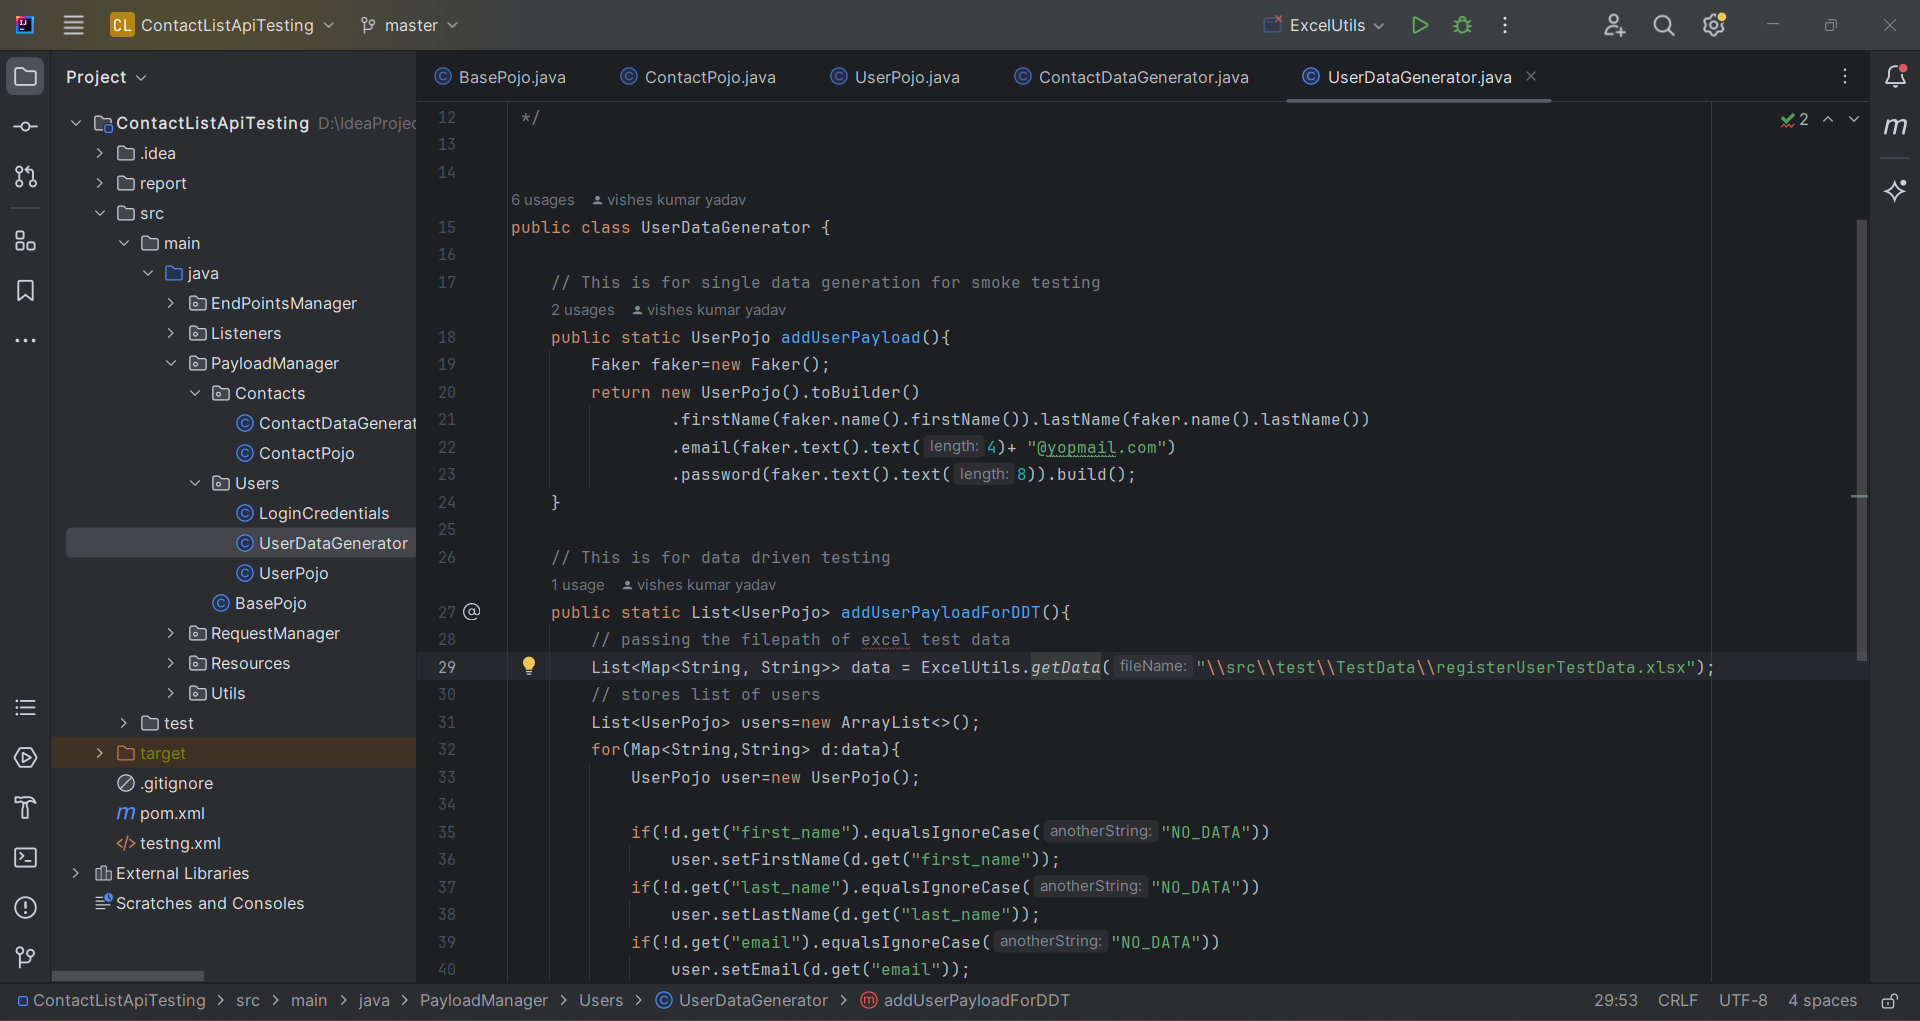 CL ContactListApiTesting master ExcelUtils
Project
ContactListApiTesting D:\IdeaProjec
.idea
report
src
main
java
EndPointsManager
Listeners
PayloadManager
Contacts
ContactDataGenerat
ContactPojo
Users
LoginCredentials
UserDataGenerator
UserPojo
BasePojo
RequestManager
Resources
Utils
test
target
.gitignore
pom.xml
testng.xml
External Libraries
Scratches and Consoles
BasePojo.java ContactPojo.java UserPojo.java ContactDataGenerator.java UserDataGenerator.java
2
12 */
13
14
6 usages vishes kumar yadav
15 public class UserDataGenerator {
16
17 // This is for single data generation for smoke testing
2 usages vishes kumar yadav
18 public static UserPojo addUserPayload(){
19 Faker faker=new Faker();
20 return new UserPojo().toBuilder()
21 .firstName(faker.name().firstName()).lastName(faker.name().lastName())
22 .email(faker.text().text( length: 4)+ "@yopmail.com")
23 .password(faker.text().text( length: 8)).build();
24 }
25
26 // This is for data driven testing
1 usage vishes kumar yadav
27 @ public static List<UserPojo> addUserPayloadForDDT(){
28 // passing the filepath of excel test data
29 List<Map<String, String>> data = ExcelUtils.getData( fileName: "\\src\\test\\TestData\\registerUserTestData.xlsx");
30 // stores list of users
31 List<UserPojo> users=new ArrayList<>();
32 for(Map<String,String> d:data){
33 UserPojo user=new UserPojo();
34
35 if(!d.get("first_name").equalsIgnoreCase( anotherString: "NO_DATA"))
36 user.setFirstName(d.get("first_name"));
37 if(!d.get("last_name").equalsIgnoreCase( anotherString: "NO_DATA"))
38 user.setLastName(d.get("last_name"));
39 if(!d.get("email").equalsIgnoreCase( anotherString: "NO_DATA"))
40 user.setEmail(d.get("email"));
ContactListApiTesting > src > main > java > PayloadManager > Users > UserDataGenerator > addUserPayloadForDDT 29:53 CRLF UTF-8 4 spaces